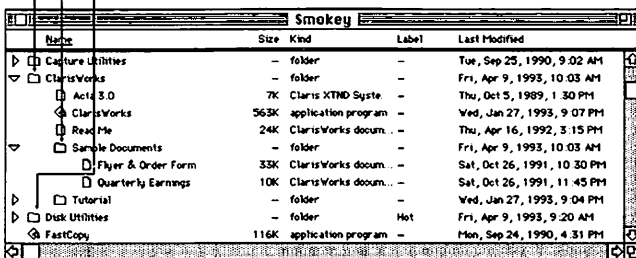 Smokey
Name Size Kind Label Last Modified
Capture Utilities – folder – Tue, Sep 25, 1990, 9:02 AM
ClarisWorks – folder – Fri, Apr 9, 1993, 10:03 AM
Acta 3.0 7K Claris XTND Syste. – Thu, Oct 5, 1989, 1:30 PM
ClarisWorks 563K application program – Wed, Jan 27, 1993, 9:07 PM
Read Me 24K ClarisWorks docum... – Thu, Apr 16, 1992, 3:15 PM
Sample Documents – folder – Fri, Apr 9, 1993, 10:03 AM
Flyer & Order Form 33K ClarisWorks docum... – Sat, Oct 26, 1991, 10:30 PM
Quarterly Earnings 10K ClarisWorks docum... – Sat, Oct 26, 1991, 11:45 PM
Tutorial – folder – Wed, Jan 27, 1993, 9:04 PM
Disk Utilities – folder Hot Fri, Apr 9, 1993, 9:20 AM
FastCopy 116K application program – Mon, Sep 24, 1990, 4:31 PM